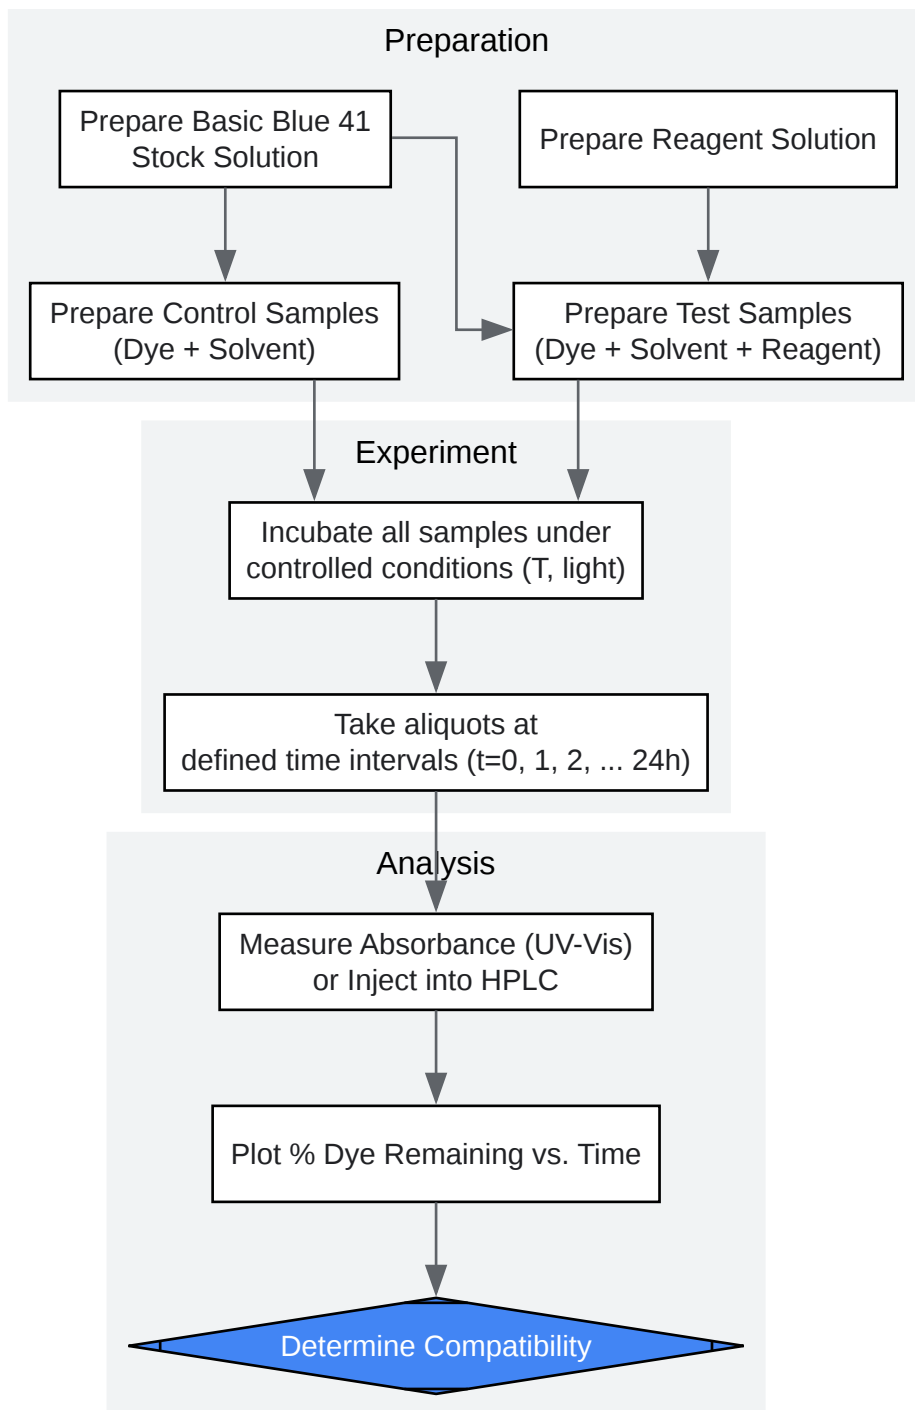 Preparation
Prepare Basic Blue 41
Stock Solution
Prepare Reagent Solution
Prepare Control Samples
(Dye + Solvent)
Prepare Test Samples
(Dye + Solvent + Reagent)
Experiment
Incubate all samples under
controlled conditions (T, light)
Take aliquots at
defined time intervals (t=0, 1, 2, ... 24h)
Analysis
Measure Absorbance (UV-Vis)
or Inject into HPLC
Plot % Dye Remaining vs. Time
Determine Compatibility